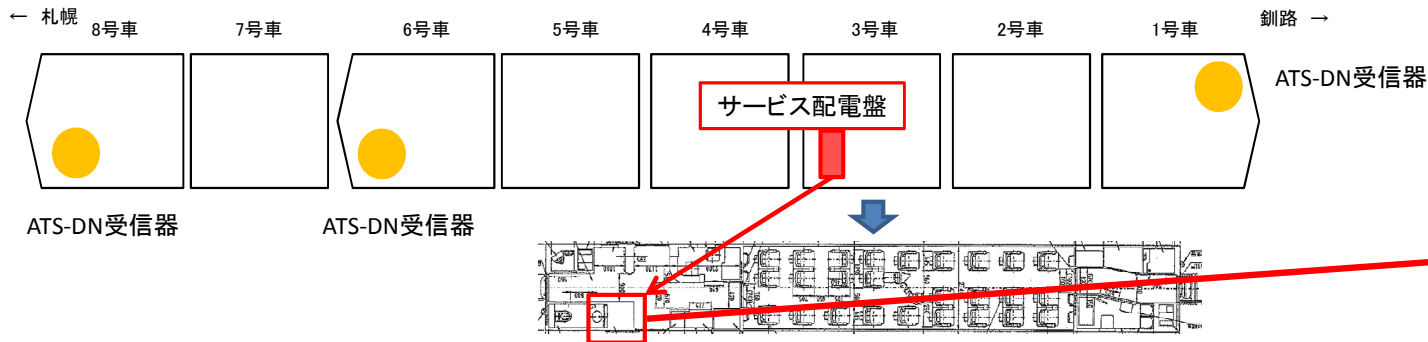 ← 札幌
釧路 →
8号車
7号車
6号車
5号車
4号車
3号車
2号車
1号車
ATS-DN受信器
サービス配電盤
ATS-DN受信器
ATS-DN受信器